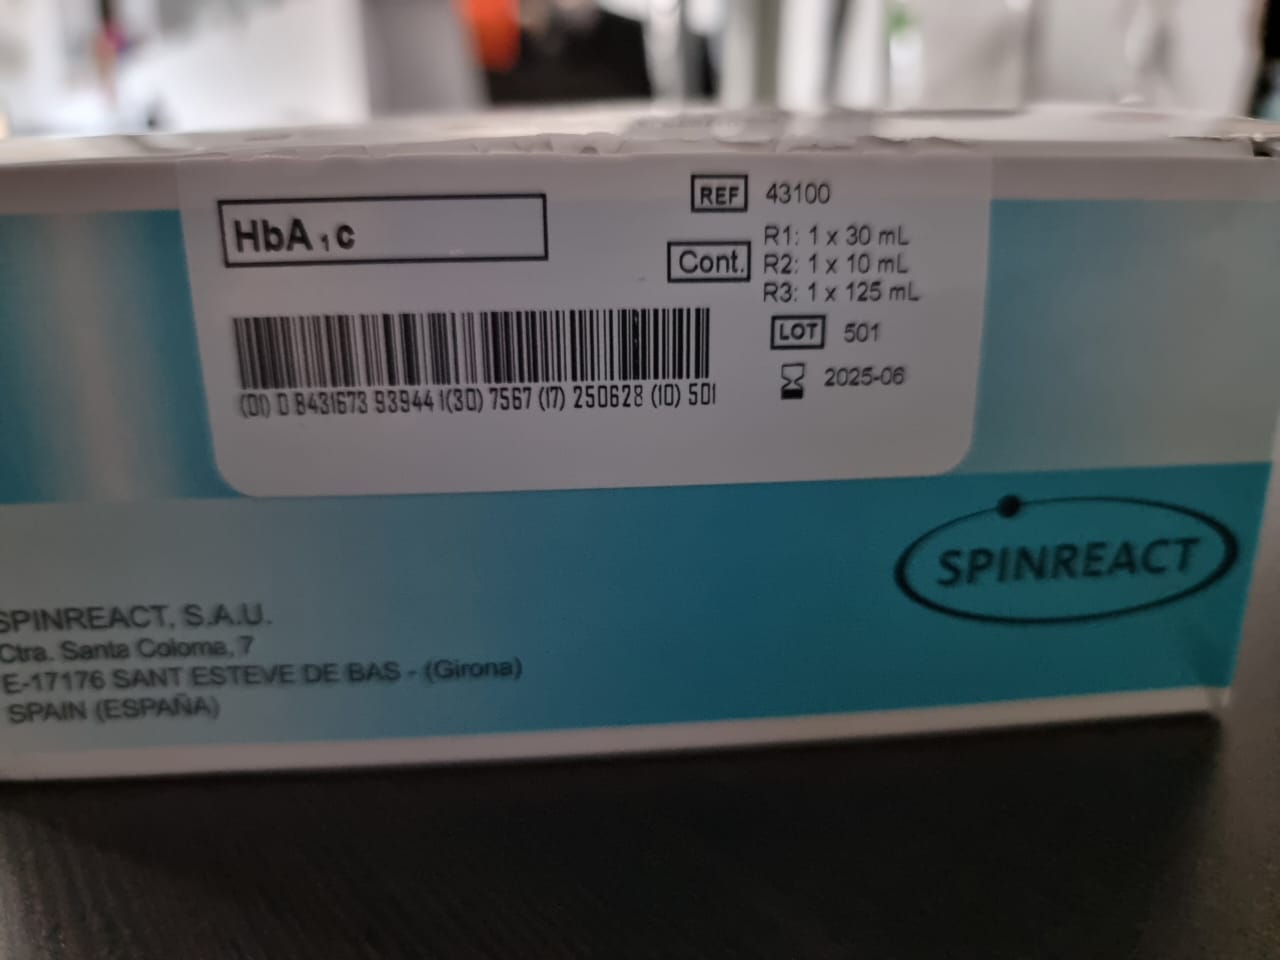 HbA1c
REF 43100
Cont. R1: 1 x 30 mL
R2: 1 x 10 mL
R3: 1 x 125 mL
LOT 501
2025-06
(01) 0 8431673 93944 1(30) 7567 (17) 250628 (10) 501
SPINREACT
SPINREACT, S.A.U.
Ctra. Santa Coloma, 7
E-17176 SANT ESTEVE DE BAS - (Girona)
SPAIN (ESPAÑA)